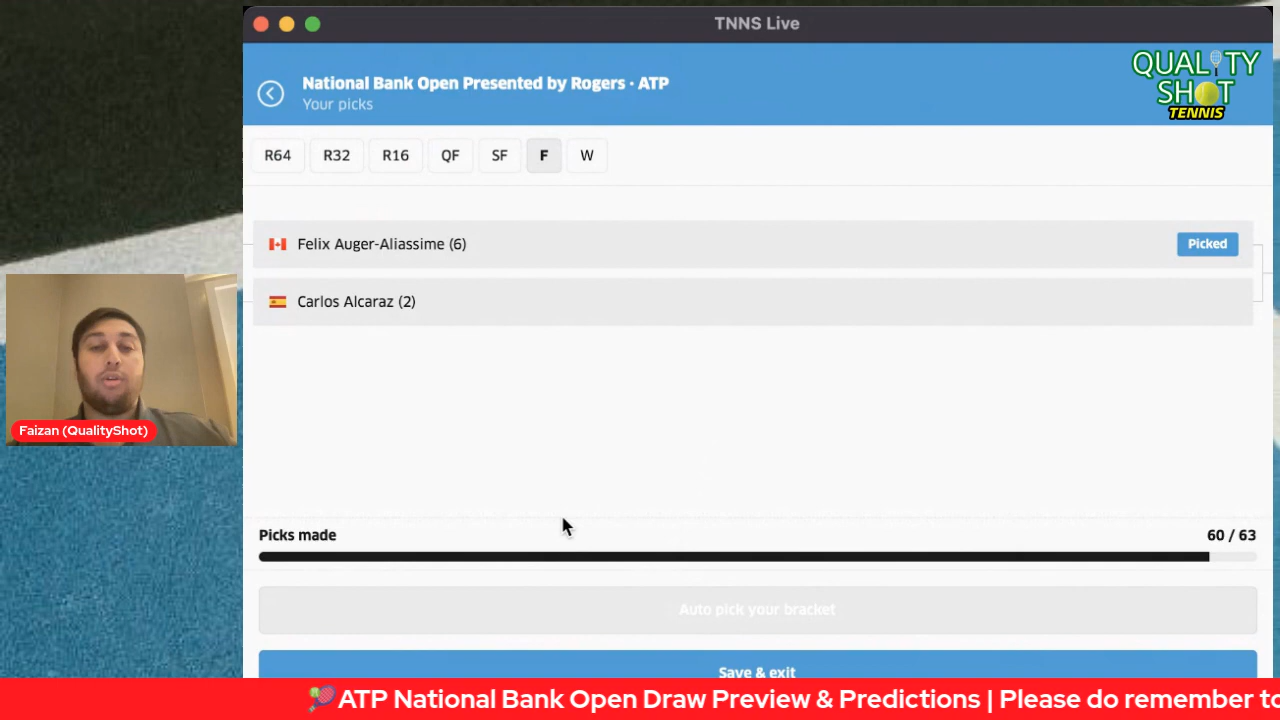 TNNS Live
National Bank Open Presented by Rogers · ATP
Your picks
QUALITY
SHOT
TENNIS
R64 R32 R16 QF SF F W
Felix Auger-Aliassime (6) Picked
Carlos Alcaraz (2)
Faizan (QualityShot)
Picks made 60 / 63
Auto pick your bracket
Save & exit
ATP National Bank Open Draw Preview & Predictions | Please do remember to